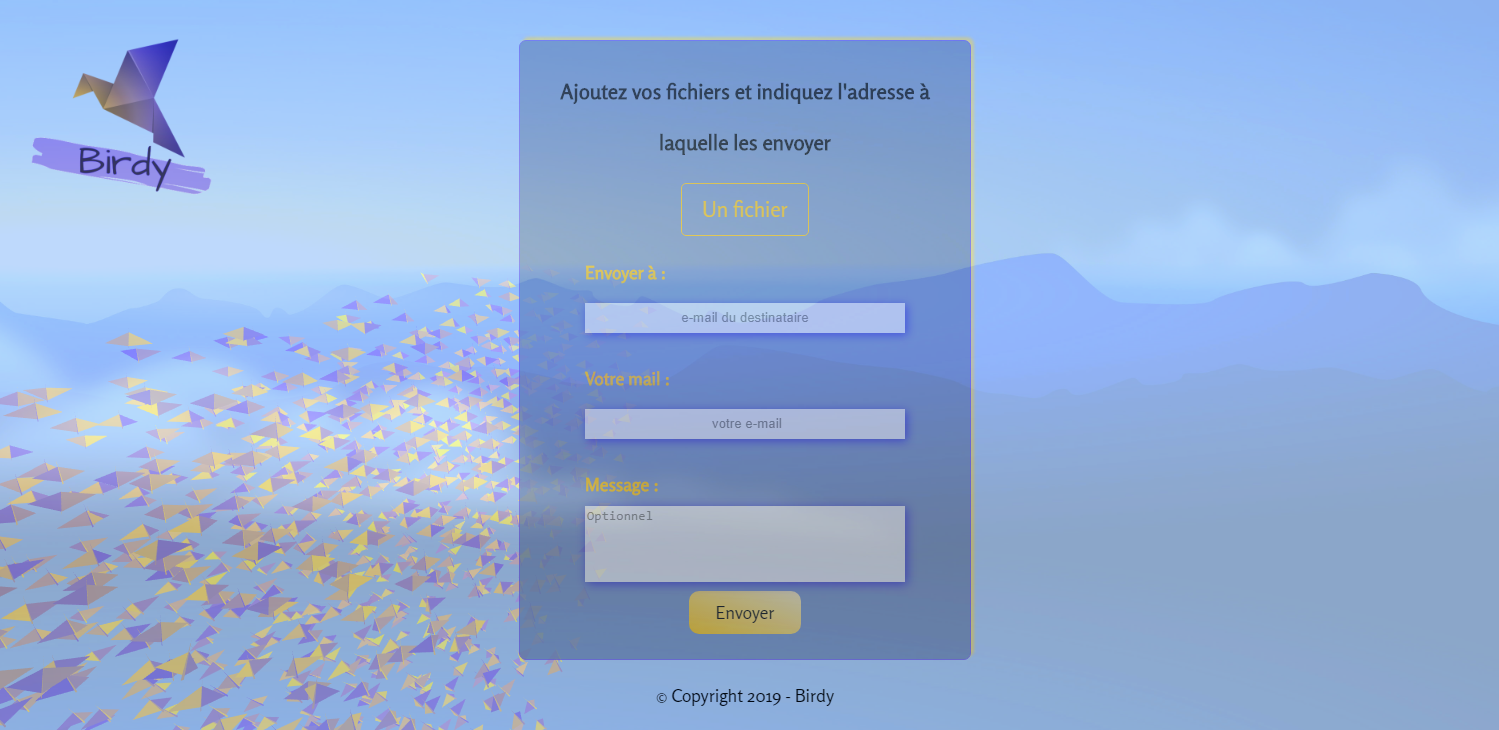 Birdy
Ajoutez vos fichiers et indiquez l'adresse à
laquelle les envoyer
Un fichier
Envoyer à :
e-mail du destinataire
Votre mail :
votre e-mail
Message :
Optionnel
Envoyer
© Copyright 2019 - Birdy